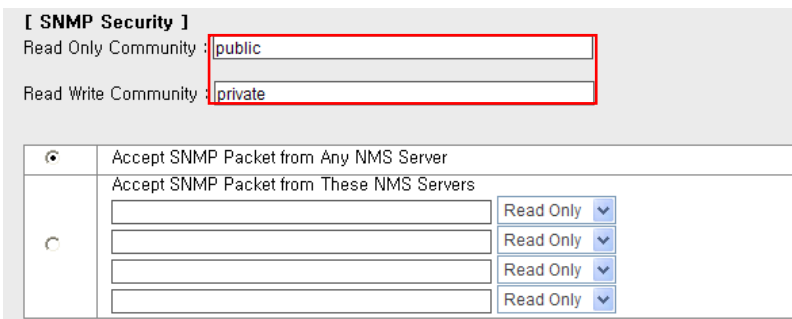 [ SNMP Security ]
Read Only Community : public
Read Write Community : private
Accept SNMP Packet from Any NMS Server
Accept SNMP Packet from These NMS Servers
Read Only
Read Only
Read Only
Read Only